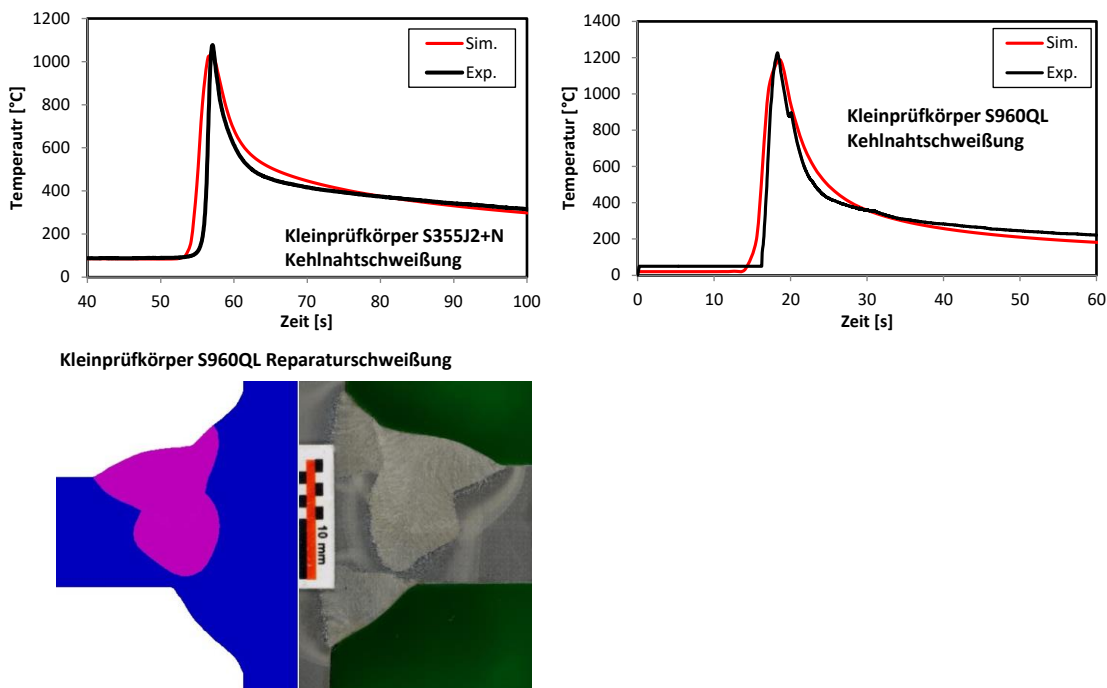 1200
1000
800
600
400
200
0
Temperautr [°C]
Sim.
Exp.
Kleinprüfkörper S355J2+N
Kehlnahtschweißung
40 50 60 70 80 90 100
Zeit [s]
1400
1200
1000
800
600
400
200
0
Temperatur [°C]
Sim.
Exp.
Kleinprüfkörper S960QL
Kehlnahtschweißung
0 10 20 30 40 50 60
Zeit [s]
Kleinprüfkörper S960QL Reparaturschweißung
10 mm